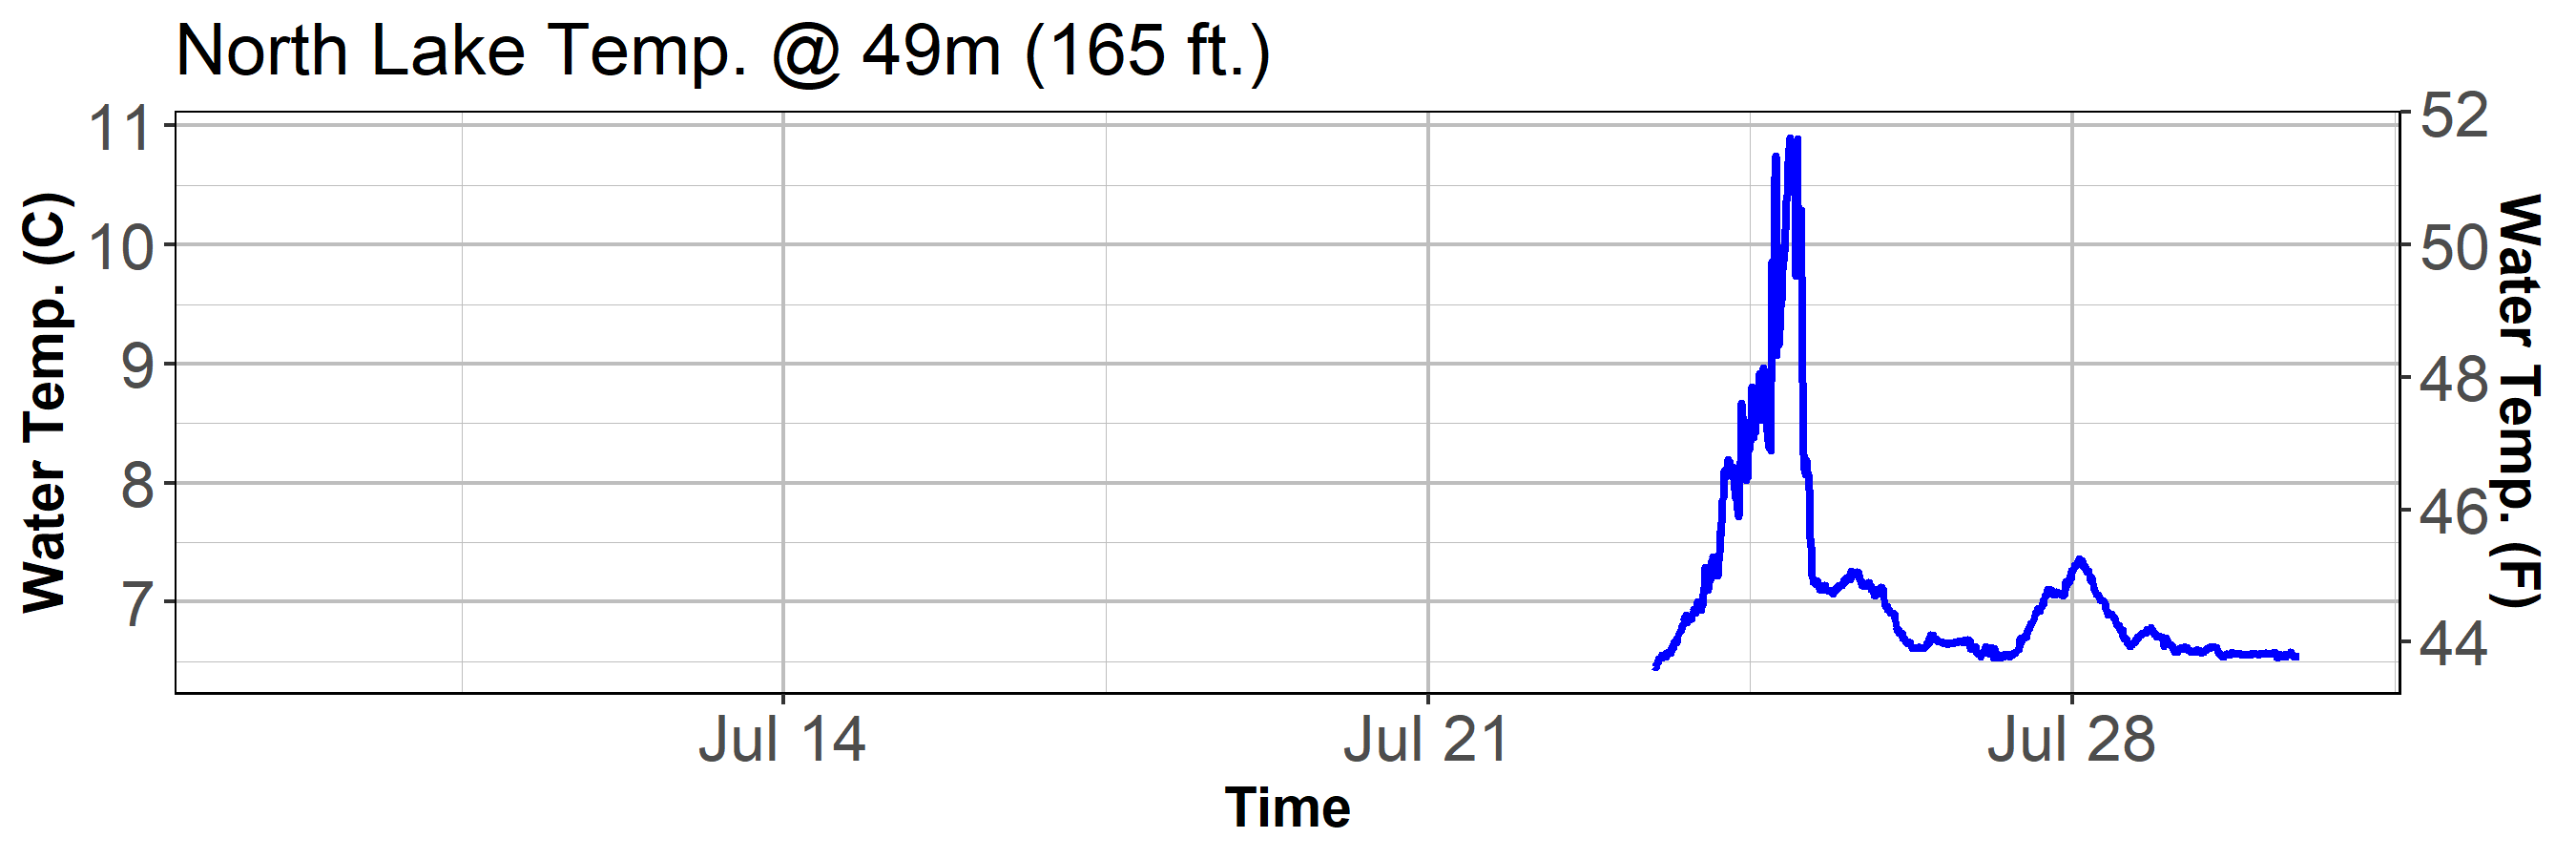 North Lake Temp. @ 49m (165 ft.)
Water Temp. (C)
11
10
9
8
7
52
50
48
46
44
Water Temp. (F)
Jul 14
Jul 21
Jul 28
Time